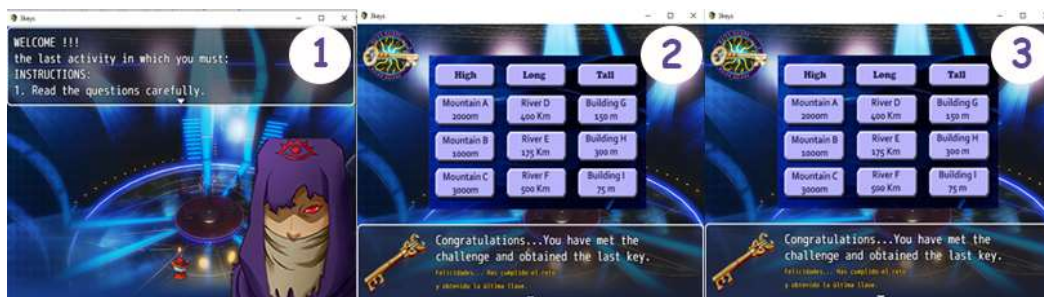 3keys
WELCOME !!!
the last activity in which you must:
INSTRUCTIONS:
1. Read the questions carefully.
1
3keys
2
High Long Tall
Mountain A River D Building G
2000m 400 Km 150 m
Mountain B River E Building H
1000m 175 Km 300 m
Mountain C River F Building I
3000m 500 Km 75 m
Congratulations...You have met the
challenge and obtained the last key.
Felicidades... Has cumplido el reto
y obtenido la última llave.
3keys
3
High Long Tall
Mountain A River D Building G
2000m 400 Km 150 m
Mountain B River E Building H
1000m 175 Km 300 m
Mountain C River F Building I
3000m 500 Km 75 m
Congratulations...You have met the
challenge and obtained the last key.
Felicidades... Has cumplido el reto
y obtenido la última llave.